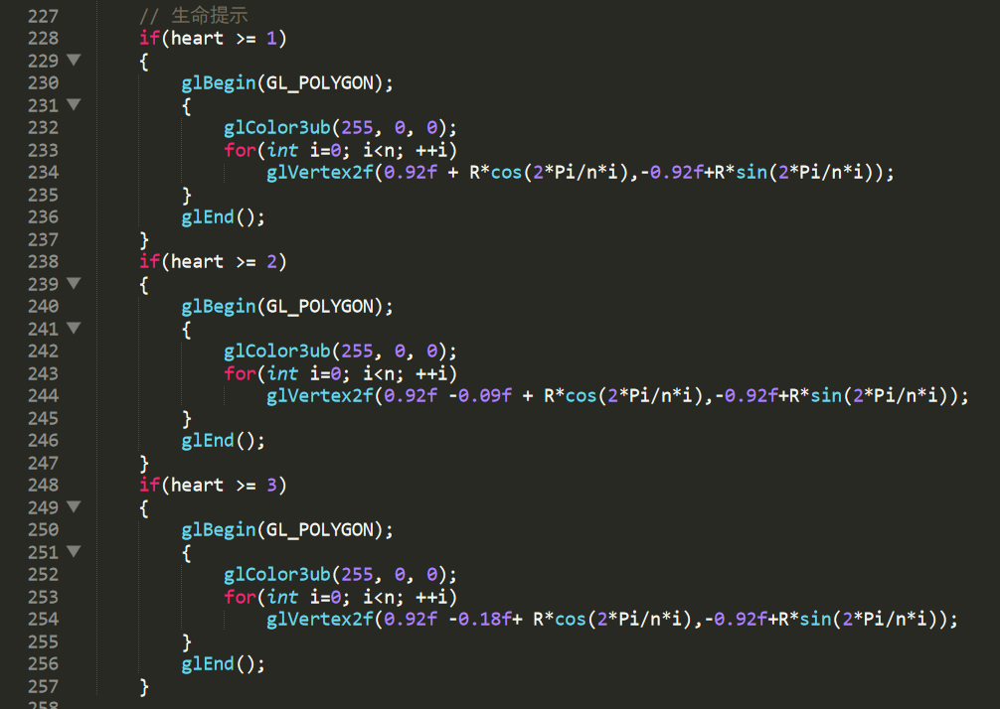 227 // 生命提示
228 if(heart >= 1)
229 {
230 glBegin(GL_POLYGON);
231 {
232 glColor3ub(255, 0, 0);
233 for(int i=0; i<n; ++i)
234 glVertex2f(0.92f + R*cos(2*Pi/n*i),-0.92f+R*sin(2*Pi/n*i));
235 }
236 glEnd();
237 }
238 if(heart >= 2)
239 {
240 glBegin(GL_POLYGON);
241 {
242 glColor3ub(255, 0, 0);
243 for(int i=0; i<n; ++i)
244 glVertex2f(0.92f -0.09f + R*cos(2*Pi/n*i),-0.92f+R*sin(2*Pi/n*i));
245 }
246 glEnd();
247 }
248 if(heart >= 3)
249 {
250 glBegin(GL_POLYGON);
251 {
252 glColor3ub(255, 0, 0);
253 for(int i=0; i<n; ++i)
254 glVertex2f(0.92f -0.18f+ R*cos(2*Pi/n*i),-0.92f+R*sin(2*Pi/n*i));
255 }
256 glEnd();
257 }
258